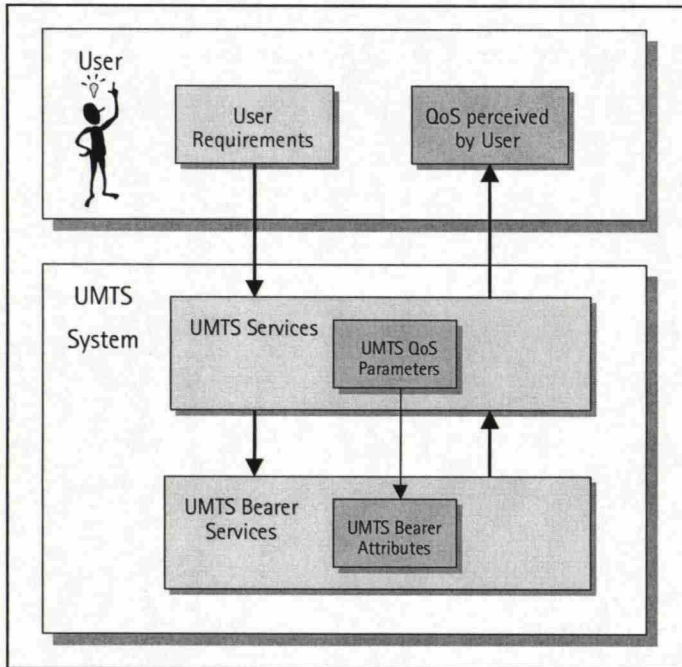 User
User
Requirements
QoS perceived
by User
UMTS
System
UMTS Services
UMTS QoS
Parameters
UMTS Bearer
Services
UMTS Bearer
Attributes